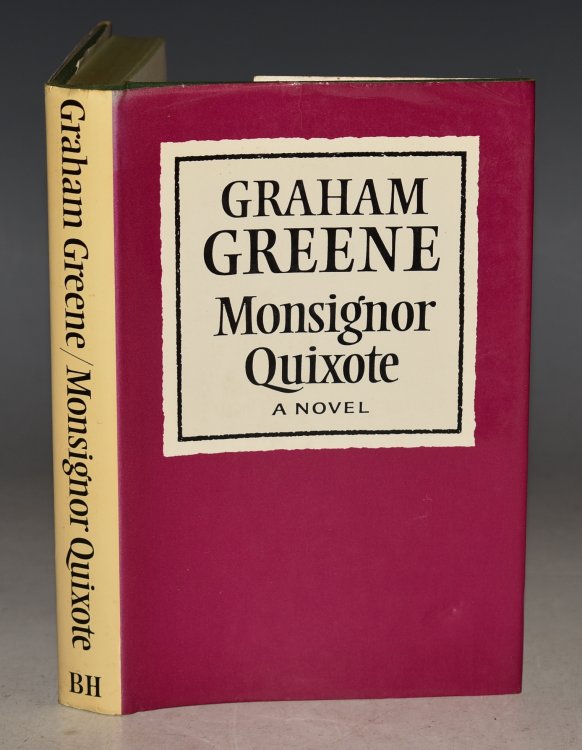 Graham Greene/Monsignor Quixote
BH
GRAHAM
GREENE
Monsignor
Quixote
A NOVEL